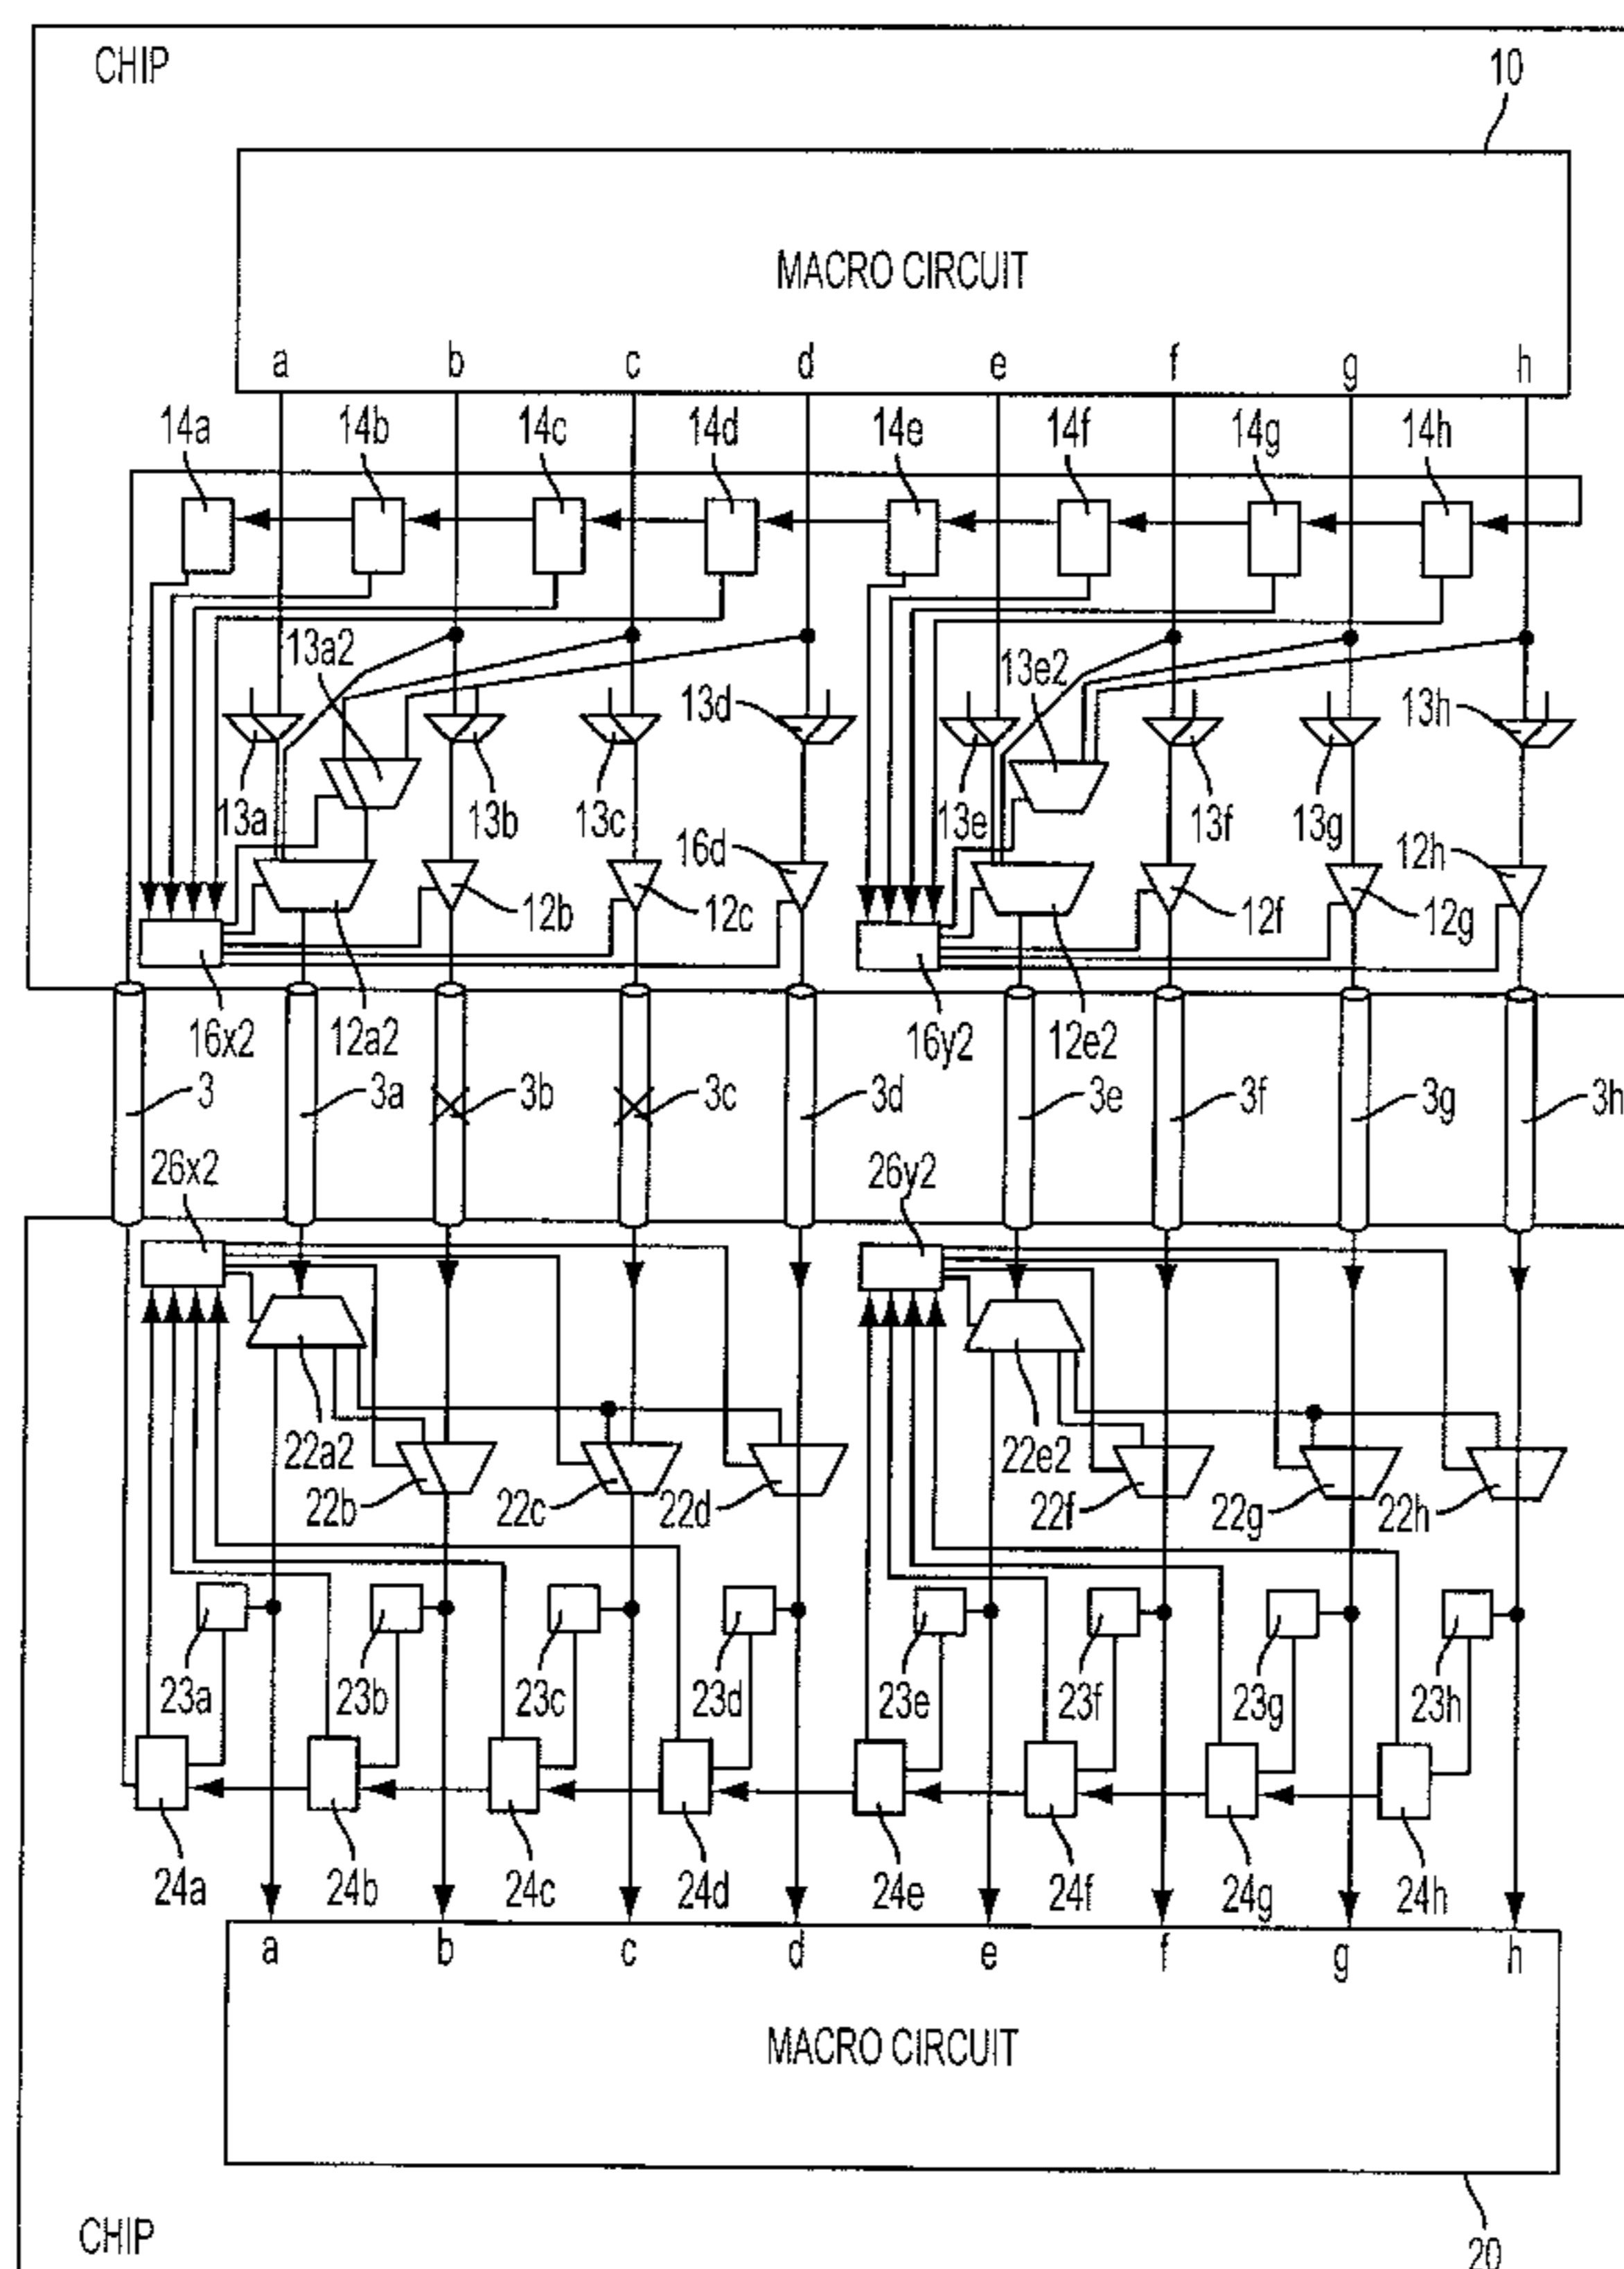 CHIP
10
MACRO CIRCUIT
a b c d e f g h
14a 14b 14c 14d 14e 14f 14g 14h
13a2 13d 13e2 13h
13a 13b 13c 13e 13f 13g
16d 12h
12b 12c 12f 12g
16x2 12a2 16y2 12e2
3 3a 3b 3c 3d 3e 3f 3g 3h
26x2 26y2
22a2 22e2
22b 22c 22d 22f 22g 22h
23a 23b 23c 23d 23e 23f 23g 23h
24a 24b 24c 24d 24e 24f 24g 24h
a b c d e f g h
MACRO CIRCUIT
CHIP
20